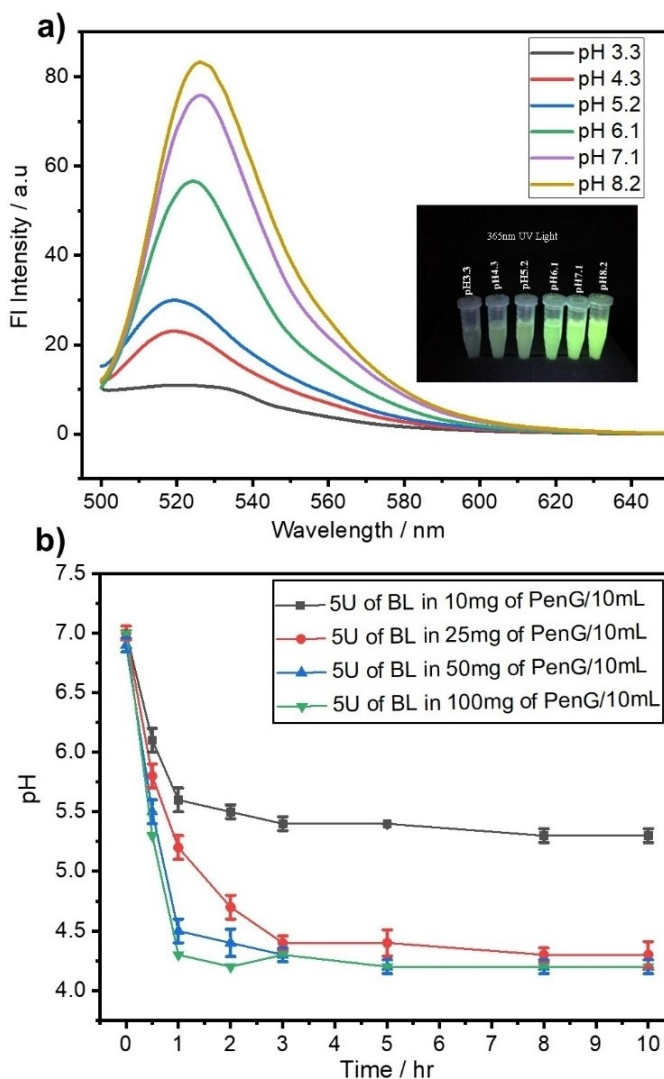 a)
80
60
40
20
0
FI Intensity / a.u
pH 3.3
pH 4.3
pH 5.2
pH 6.1
pH 7.1
pH 8.2
365nm UV Light
pH3.3
pH4.3
pH5.2
pH6.1
pH7.1
pH8.2
500 520 540 560 580 600 620 640
Wavelength / nm
b)
7.5
7.0
6.5
6.0
5.5
5.0
4.5
4.0
pH
5U of BL in 10mg of PenG/10mL
5U of BL in 25mg of PenG/10mL
5U of BL in 50mg of PenG/10mL
5U of BL in 100mg of PenG/10mL
0 1 2 3 4 5 6 7 8 9 10
Time / hr